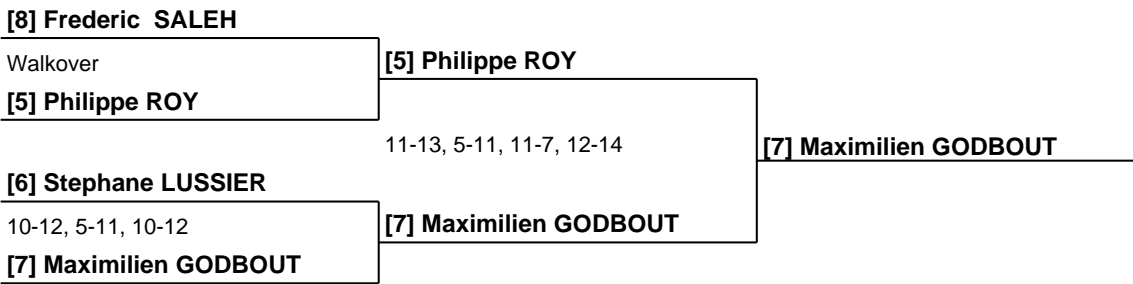 [8] Frederic  SALEH
Walkover
[5] Philippe ROY
[5] Philippe ROY
11-13, 5-11, 11-7, 12-14
[7] Maximilien GODBOUT
[6] Stephane LUSSIER
10-12, 5-11, 10-12
[7] Maximilien GODBOUT
[7] Maximilien GODBOUT